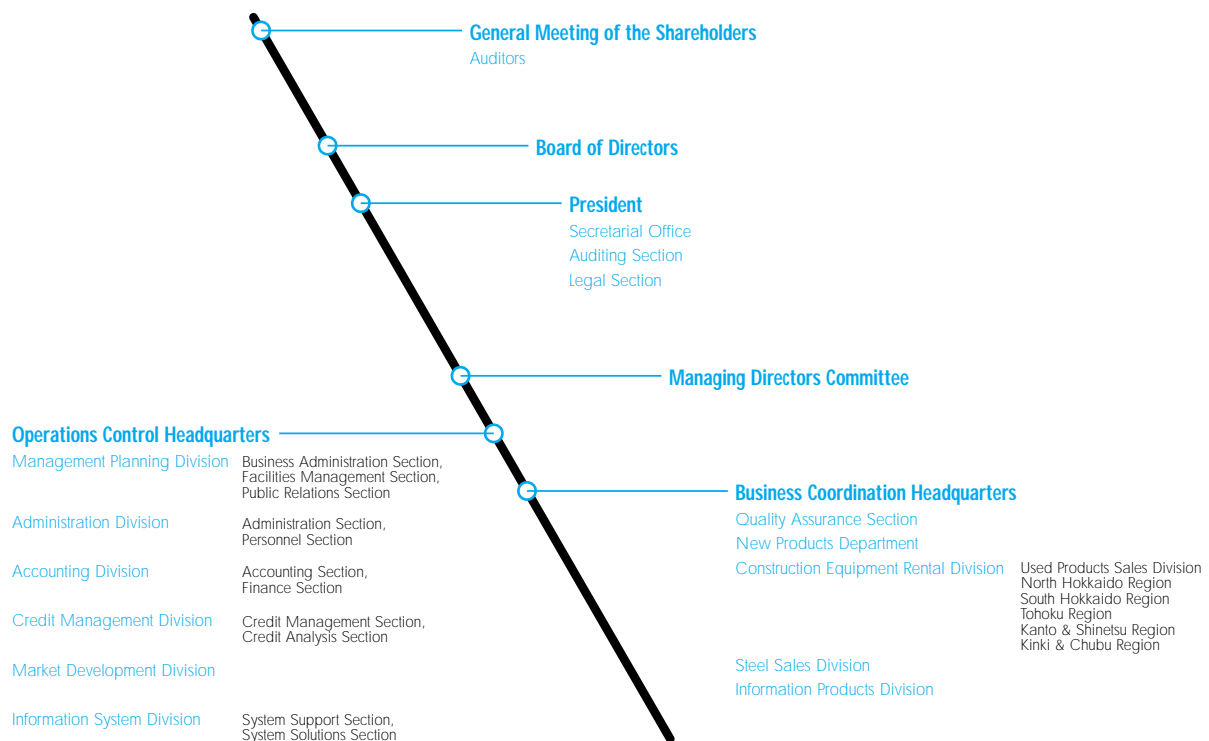 General Meeting of the Shareholders
Auditors
Board of Directors
President
Secretarial Office
Auditing Section
Legal Section
Managing Directors Committee
Operations Control Headquarters
Management Planning Division
Business Administration Section,
Facilities Management Section,
Public Relations Section
Administration Division
Administration Section,
Personnel Section
Accounting Division
Accounting Section,
Finance Section
Credit Management Division
Credit Management Section,
Credit Analysis Section
Market Development Division
Information System Division
System Support Section,
System Solutions Section
Business Coordination Headquarters
Quality Assurance Section
New Products Department
Construction Equipment Rental Division
Used Products Sales Division
North Hokkaido Region
South Hokkaido Region
Tohoku Region
Kanto & Shinetsu Region
Kinki & Chubu Region
Steel Sales Division
Information Products Division